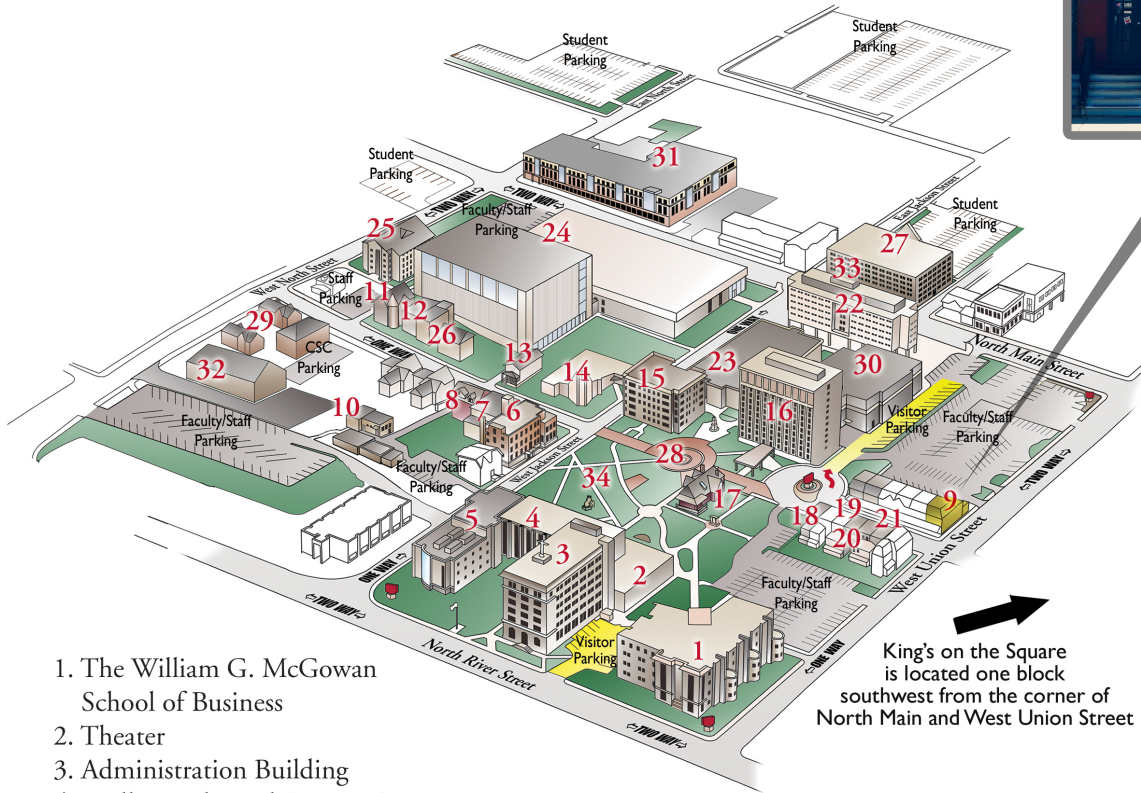 Student
Parking
Student
Parking
East North Street
31
Student
Parking
TWO WAY
TWO WAY
Faculty/Staff
Parking
East Jackson Street
Student
Parking
25
24
27
33
West North Street
Staff
Parking
11
12
26
22
29
CSC
Parking
ONE WAY
13
ONE WAY
North Main Street
32
14
15
23
30
16
10
8
7
6
Visitor
Parking
Faculty/Staff
Parking
Faculty/Staff
Parking
Faculty/Staff
Parking
West Jackson Street
28
34
17
TWO WAY
9
18
19
21
20
5
4
3
2
West Union Street
ONE WAY
Faculty/Staff
Parking
TWO WAY
North River Street
Visitor
Parking
1
ONE WAY
TWO WAY
King's on the Square
is located one block
southwest from the corner of
North Main and West Union Street
1. The William G. McGowan
School of Business
2. Theater
3. Administration Building